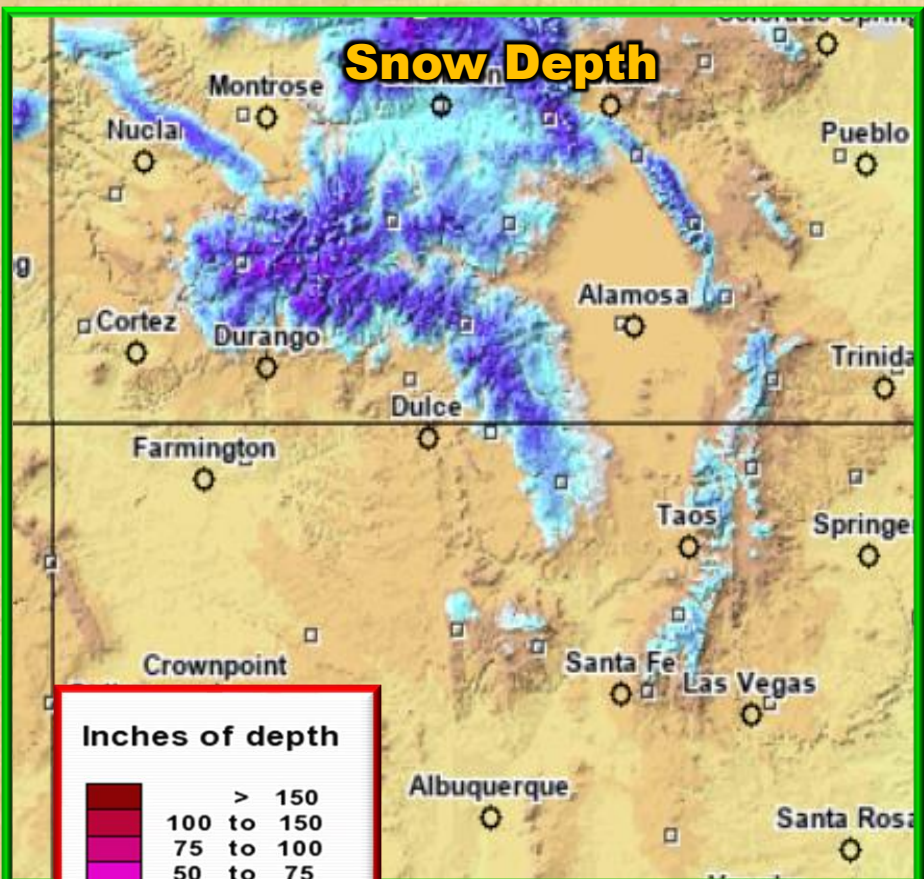 Snow Depth
Montrose
Nucla
Pueblo
g
Alamosa
Cortez
Durango
Trinida
Dulce
Farmington
Taos
Springe
Crownpoint
Santa Fe
Las Vegas
Inches of depth
> 150
100 to 150
75 to 100
50 to 75
Albuquerque
Santa Rosa